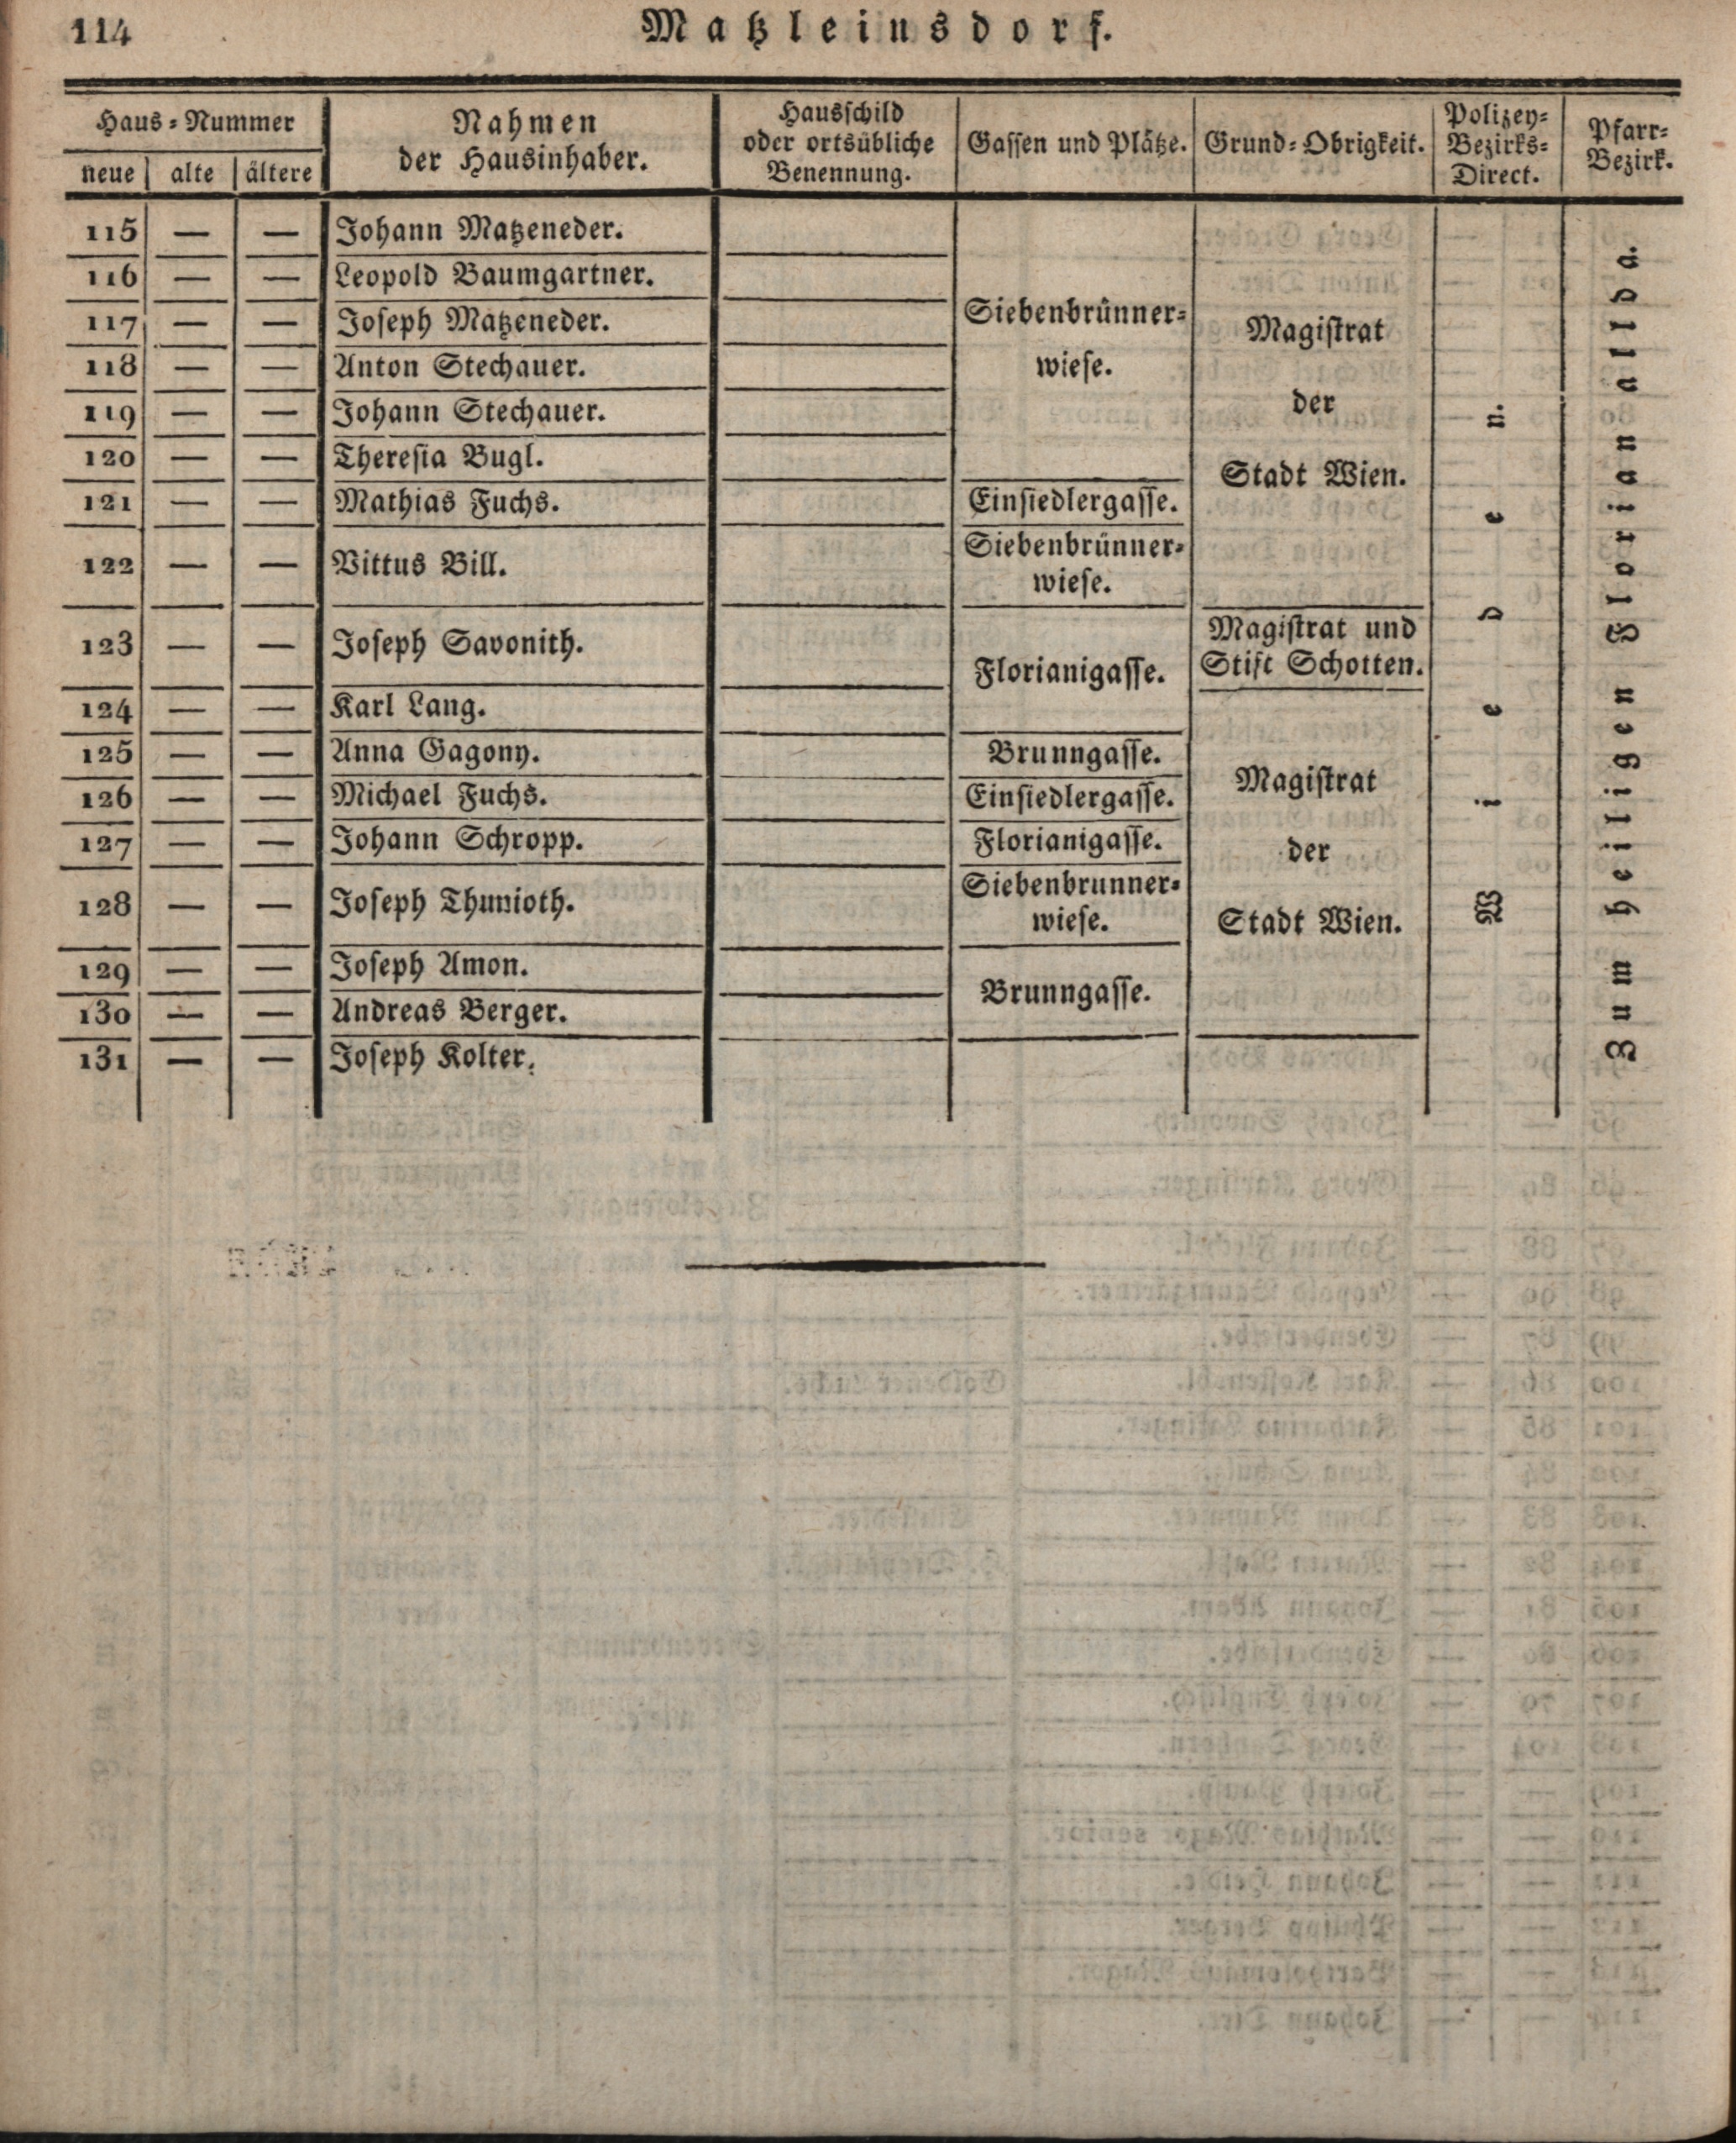 114
Matzleinsdorf.
Haus-Nummer
neue alte ältere
Nahmen
der Hausinhaber.
Hausschild
oder ortsübliche
Benennung.
Gassen und Plätze.
Grund-Obrigkeit.
Polizey-
Bezirks-
Direct.
Pfarr-
Bezirk.
115 — — Johann Matzeneder.
116 — — Leopold Baumgartner.
117 — — Joseph Matzeneder.
118 — — Anton Stechauer.
119 — — Johann Stechauer.
120 — — Theresia Bugl.
Siebenbrünner-
wiese.
121 — — Mathias Fuchs. Einsiedlergasse.
122 — — Vittus Bill. Siebenbrünner-
wiese.
Magistrat
der
Stadt Wien.
123 — — Joseph Savonith. Magistrat und
Stift Schotten.
124 — — Karl Lang.
Florianigasse.
125 — — Anna Gagony. Brunngasse.
126 — — Michael Fuchs. Einsiedlergasse.
127 — — Johann Schropp. Florianigasse.
128 — — Joseph Thunioth. Siebenbrunner-
wiese.
129 — — Joseph Amon.
130 — — Andreas Berger.
Brunngasse.
Magistrat
der
Stadt Wien.
131 — — Joseph Kolter.
Wieden.
Zum heiligen Florian allda.